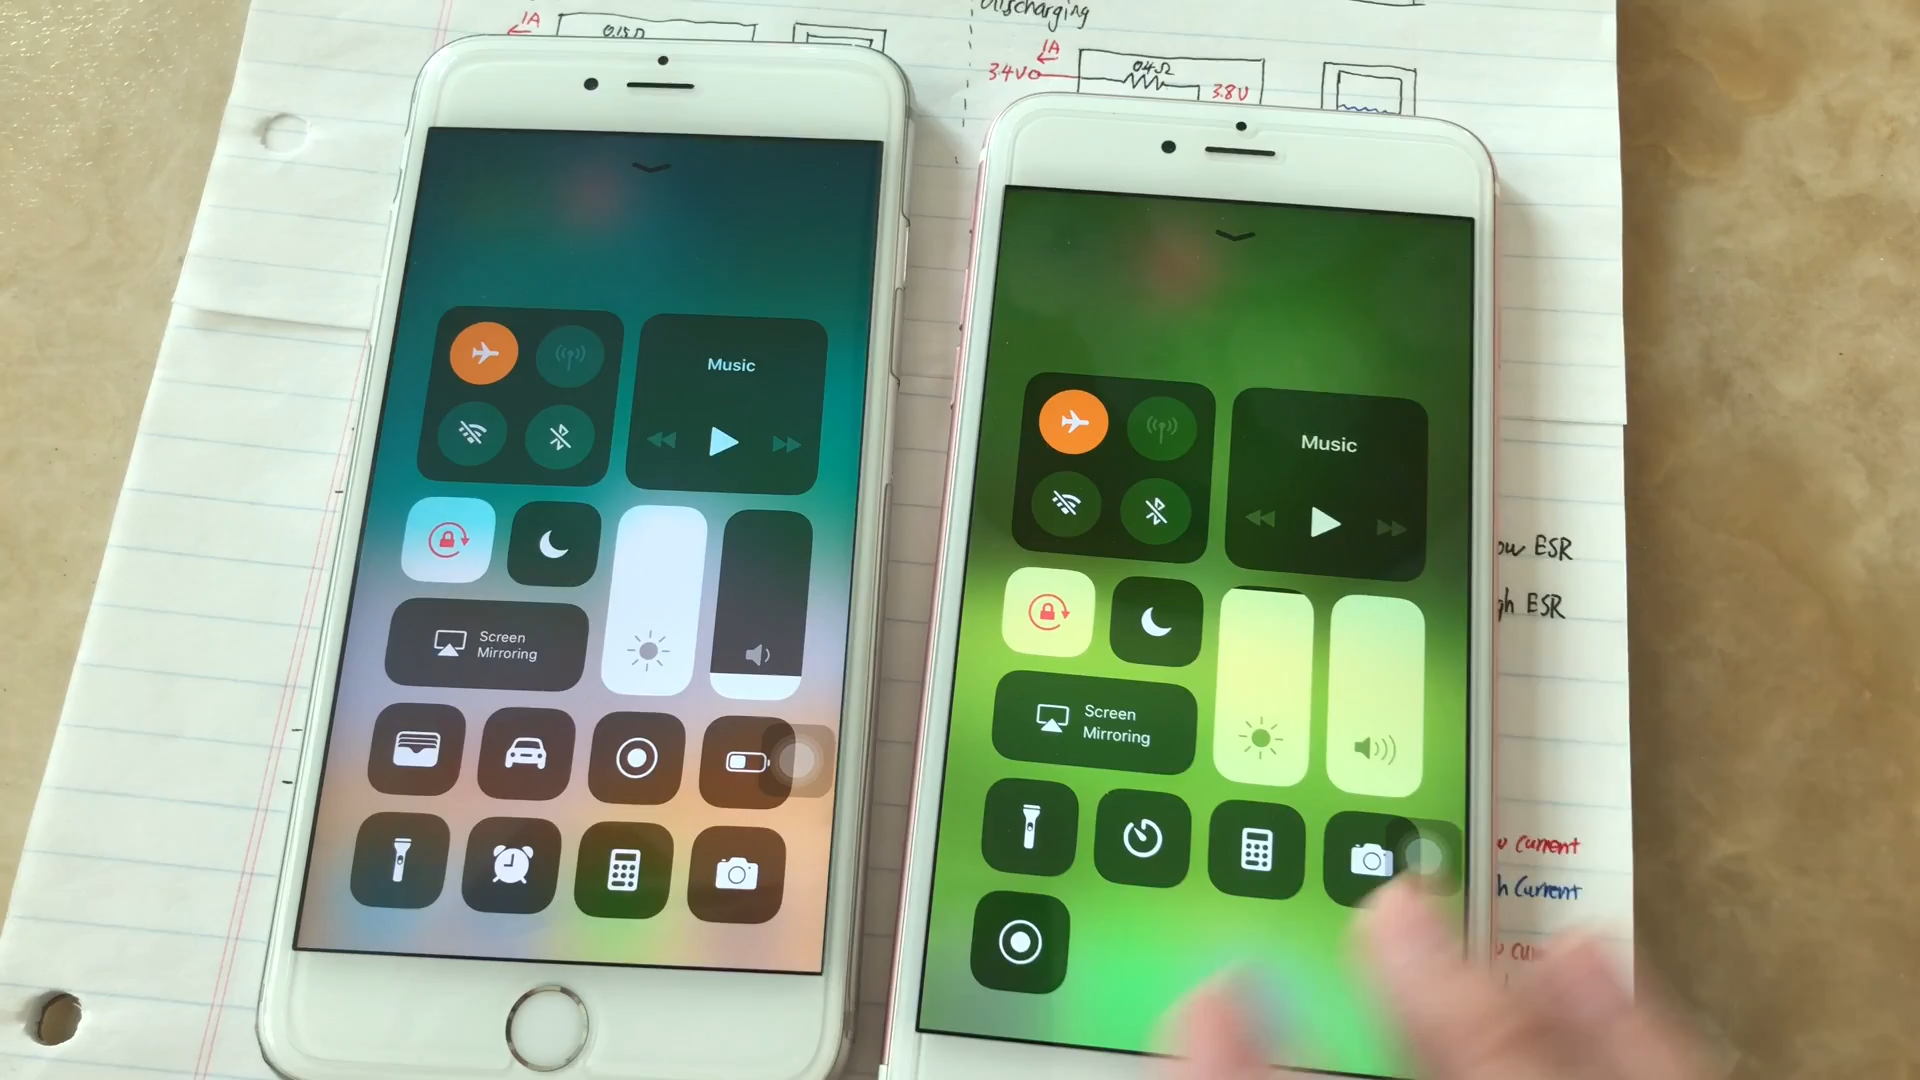 Discharging
1A
0.15Ω
1A
3.4V
0.4Ω
3.8V
Music
Screen
Mirroring
Music
Screen
Mirroring
ESR
ESR
Current
Current